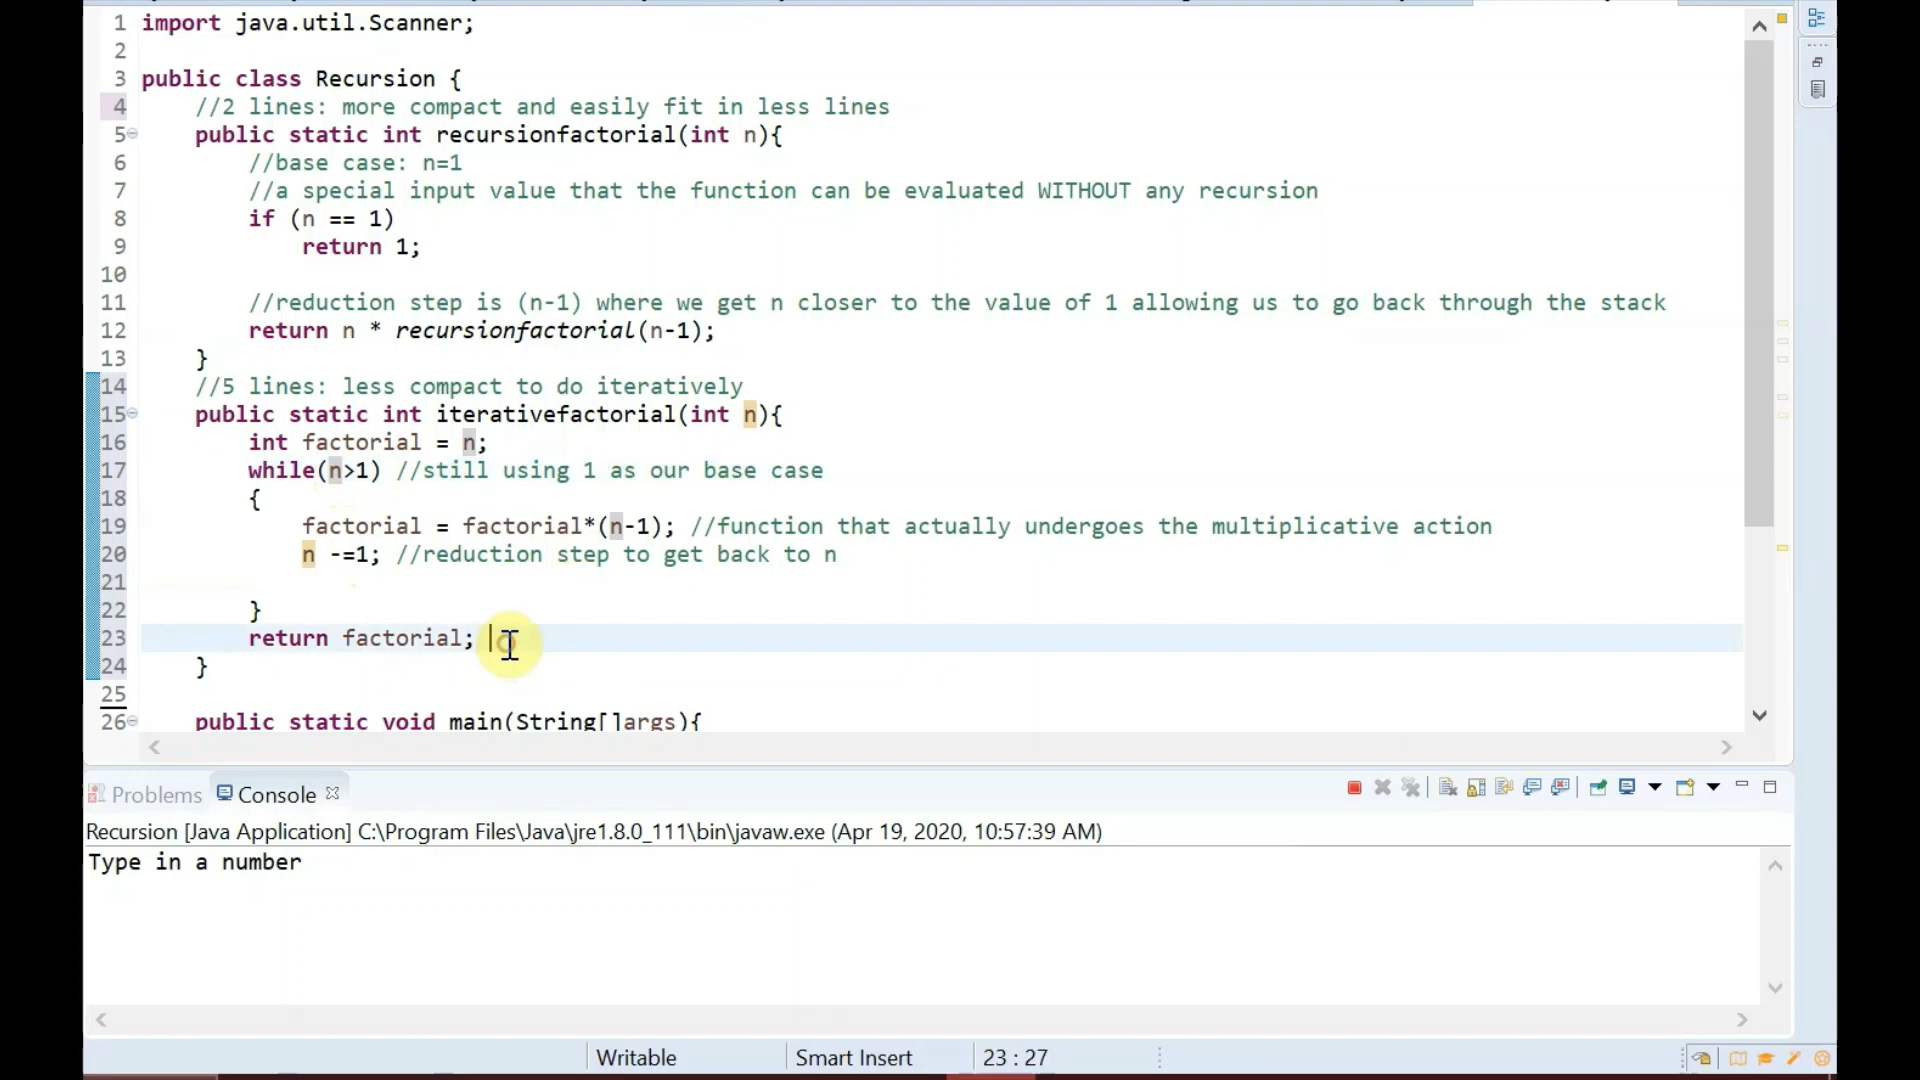 1 import java.util.Scanner;
2
3 public class Recursion {
4 //2 lines: more compact and easily fit in less lines
5 public static int recursionfactorial(int n){
6 //base case: n=1
7 //a special input value that the function can be evaluated WITHOUT any recursion
8 if (n == 1)
9 return 1;
10
11 //reduction step is (n-1) where we get n closer to the value of 1 allowing us to go back through the stack
12 return n * recursionfactorial(n-1);
13 }
14 //5 lines: less compact to do iteratively
15 public static int iterativefactorial(int n){
16 int factorial = n;
17 while(n>1) //still using 1 as our base case
18 {
19 factorial = factorial*(n-1); //function that actually undergoes the multiplicative action
20 n -=1; //reduction step to get back to n
21
22 }
23 return factorial;
24 }
25
26 public static void main(String[]args){
Problems Console
Recursion [Java Application] C:\Program Files\Java\jre1.8.0_111\bin\javaw.exe (Apr 19, 2020, 10:57:39 AM)
Type in a number
Writable Smart Insert 23 : 27